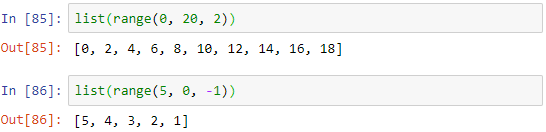 In [85]: list(range(0, 20, 2))
Out[85]: [0, 2, 4, 6, 8, 10, 12, 14, 16, 18]
In [86]: list(range(5, 0, -1))
Out[86]: [5, 4, 3, 2, 1]